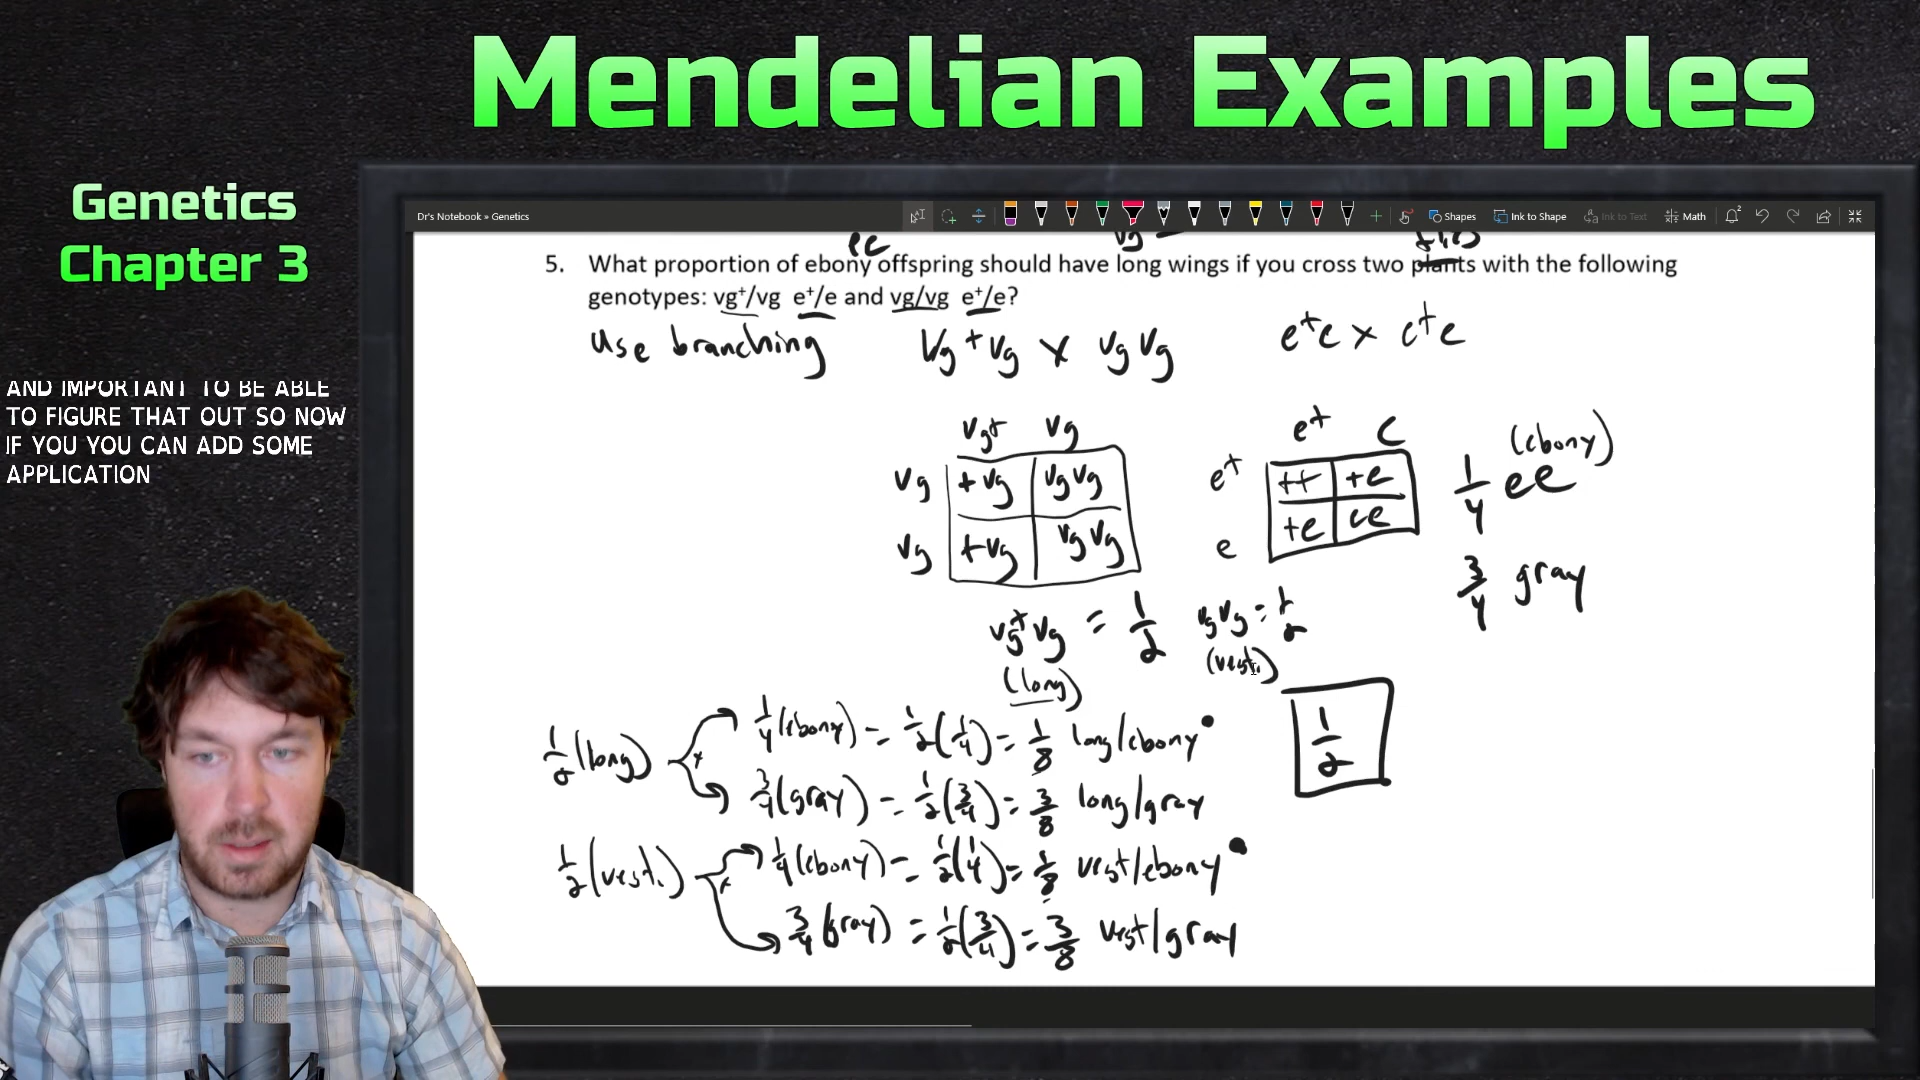 Mendelian Examples
Genetics
Chapter 3
Dr's Notebook » Genetics
Shapes Ink to Shape Ink to Text Math
ee vg flies
5. What proportion of ebony offspring should have long wings if you cross two plants with the following
genotypes: vg⁺/vg e⁺/e and vg/vg e⁺/e?
Use branching Vg⁺vg x vgvg e⁺e x e⁺e
AND IMPORTANT TO BE ABLE
TO FIGURE THAT OUT SO NOW
IF YOU YOU CAN ADD SOME
APPLICATION
vg⁺ vg
vg +vg vgvg
vg +vg vgvg
e⁺ e
e⁺ ++ +e
e +e ee
1/4 ee (ebony)
3/4 gray
vg⁺vg = 1/2 vgvg = 1/2
(long) (vest.)
1/2 (long) x 1/4 (ebony) = 1/2(1/4) = 1/8 long/ebony •
3/4 (gray) = 1/2(3/4) = 3/8 long/gray
1/2 (vest.) x 1/4 (ebony) = 1/2(1/4) = 1/8 vest/ebony •
3/4 (gray) = 1/2(3/4) = 3/8 vest/gray
1/2